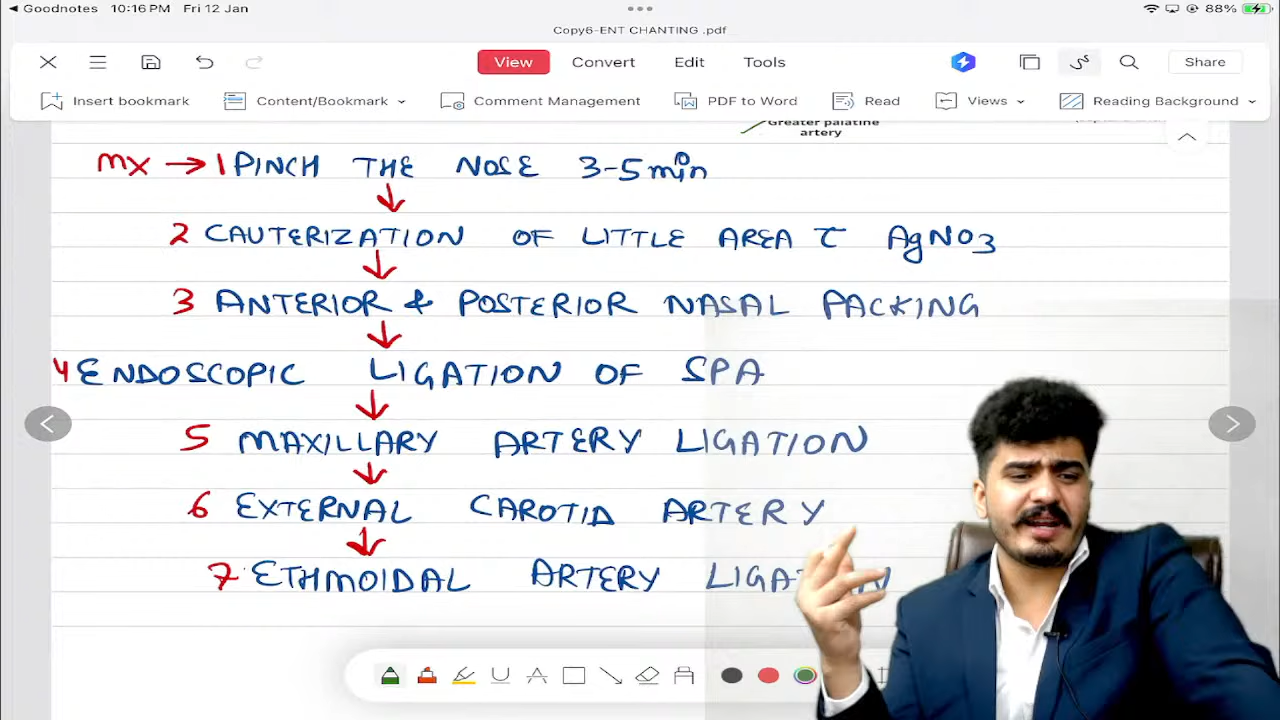 Goodnotes 10:16 PM Fri 12 Jan 88%
Copy6-ENT CHANTING .pdf
View Convert Edit Tools Share
Insert bookmark Content/Bookmark Comment Management PDF to Word Read Views Reading Background
Greater palatine
artery
Mx → 1 PINCH THE NOSE 3-5 min
↓
2 CAUTERIZATION OF LITTLE AREA c̄ AgNO3
↓
3 ANTERIOR & POSTERIOR NASAL PACKING
↓
4 ENDOSCOPIC LIGATION OF SPA
↓
5 MAXILLARY ARTERY LIGATION
↓
6 EXTERNAL CAROTID ARTERY
↓
7 ETHMOIDAL ARTERY LIGATION